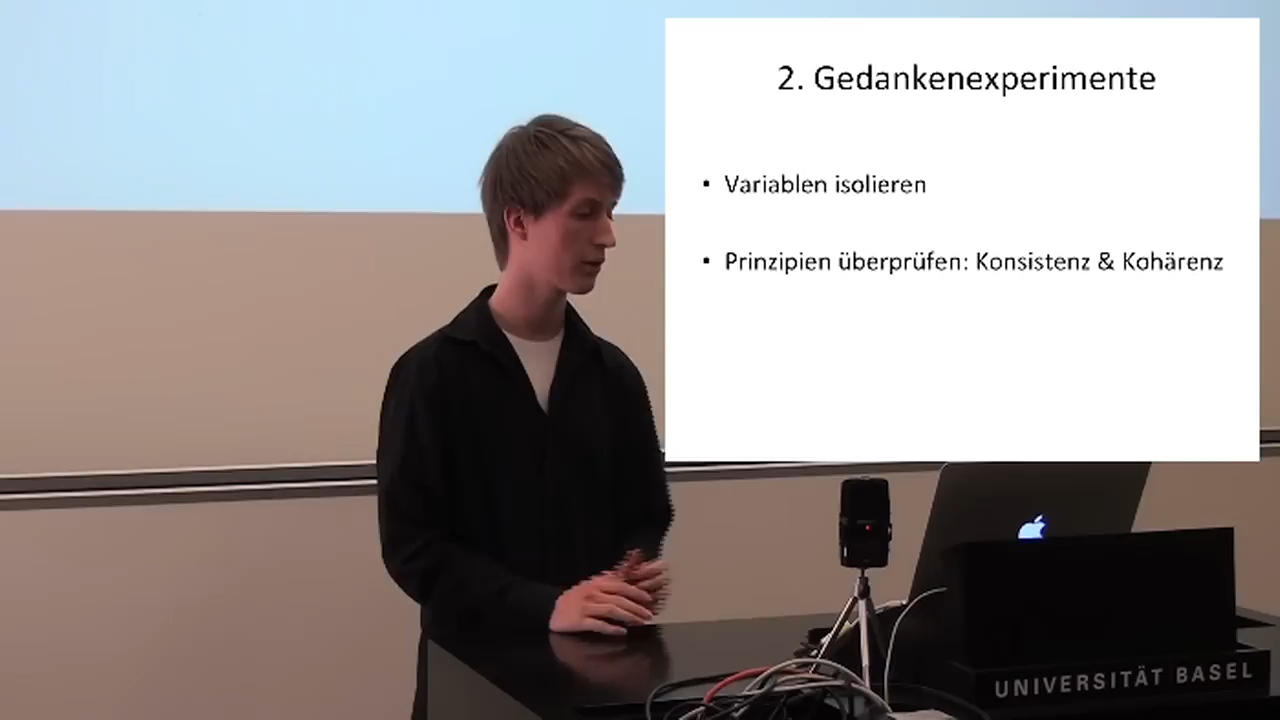 2. Gedankenexperimente
• Variablen isolieren
• Prinzipien überprüfen: Konsistenz & Kohärenz
UNIVERSITÄT BASEL